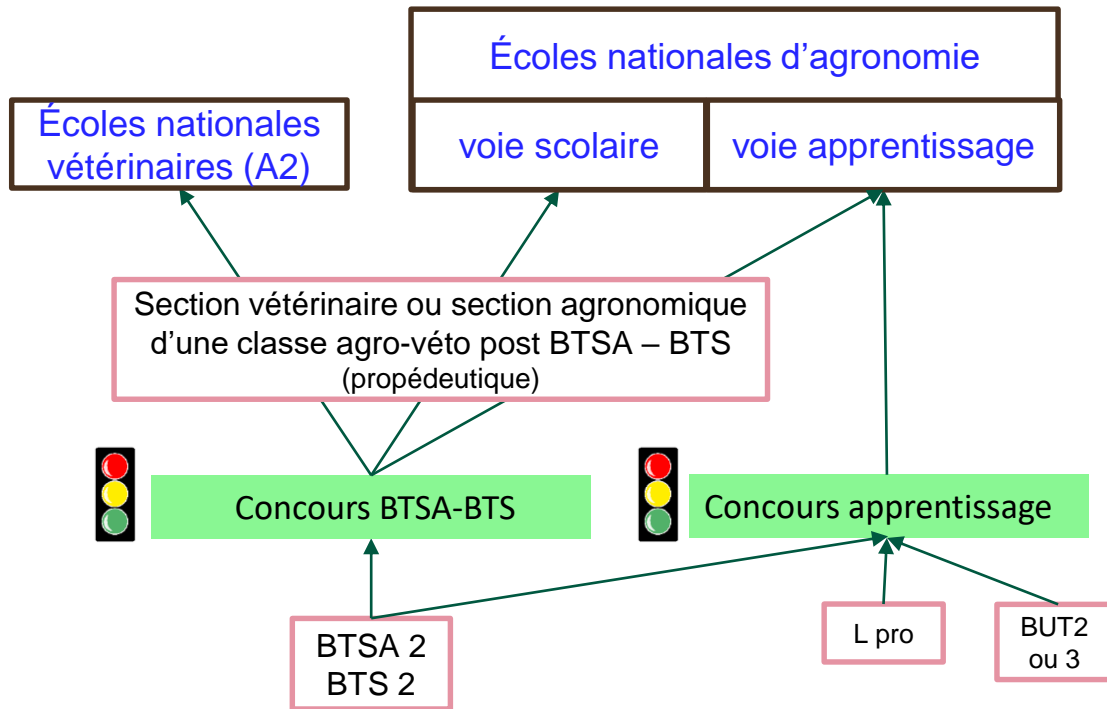 Écoles nationales d’agronomie
Écoles nationales
vétérinaires (A2)
voie scolaire
voie apprentissage
Section vétérinaire ou section agronomique
d’une classe agro-véto post BTSA – BTS
(propédeutique)
Concours BTSA-BTS
Concours apprentissage
BTSA 2
BTS 2
L pro
BUT2
ou 3